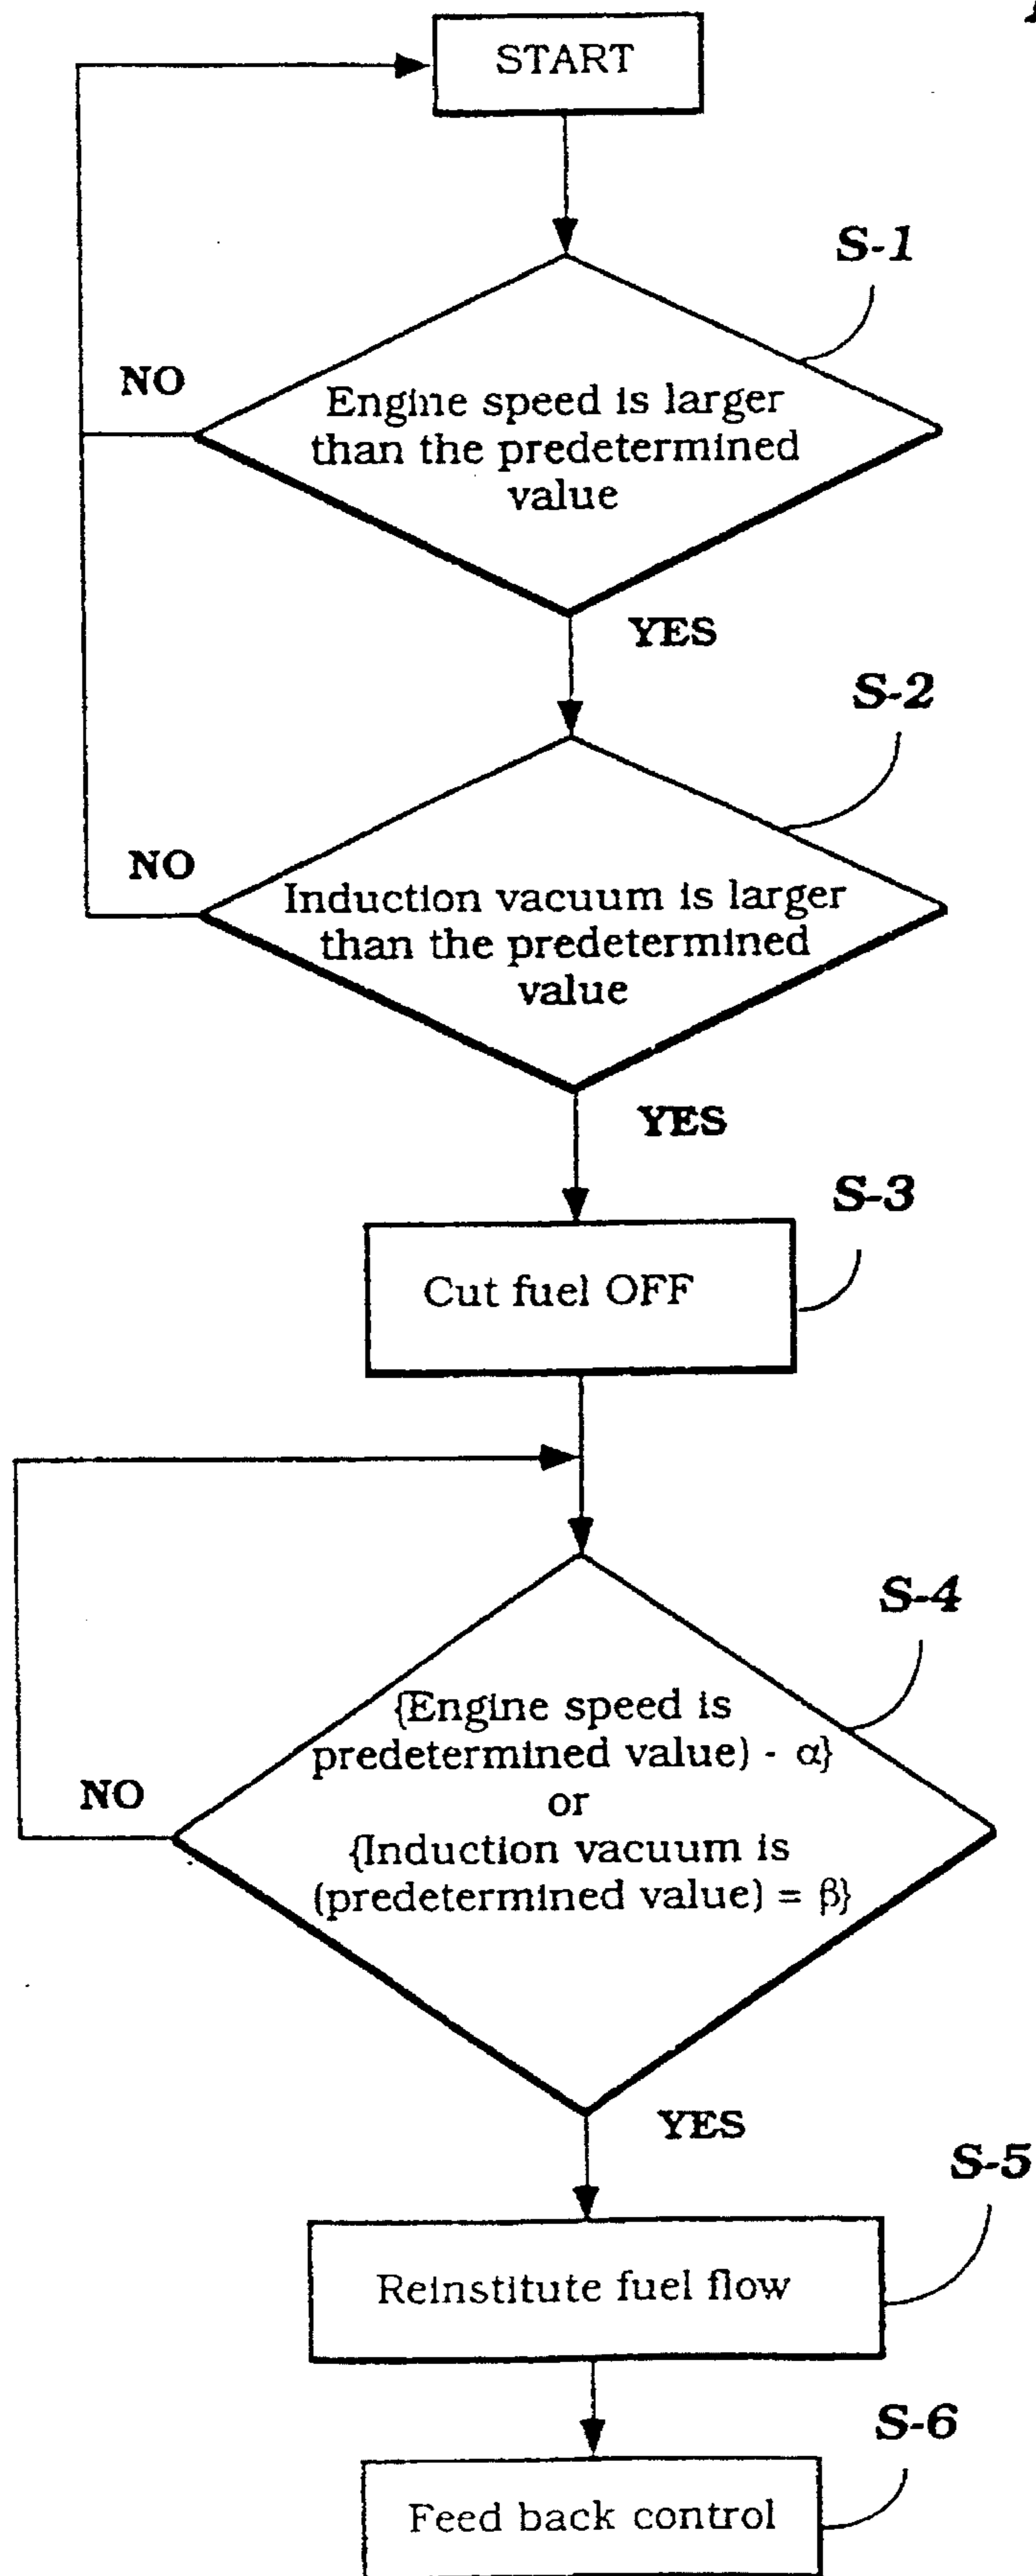 START
S-1
NO
Engine speed is larger
than the predetermined
value
YES
S-2
NO
Induction vacuum is larger
than the predetermined
value
YES
S-3
Cut fuel OFF
S-4
{Engine speed is
predetermined value) - α}
or
{Induction vacuum is
(predetermined value) = β}
NO
YES
S-5
Reinstitute fuel flow
S-6
Feed back control